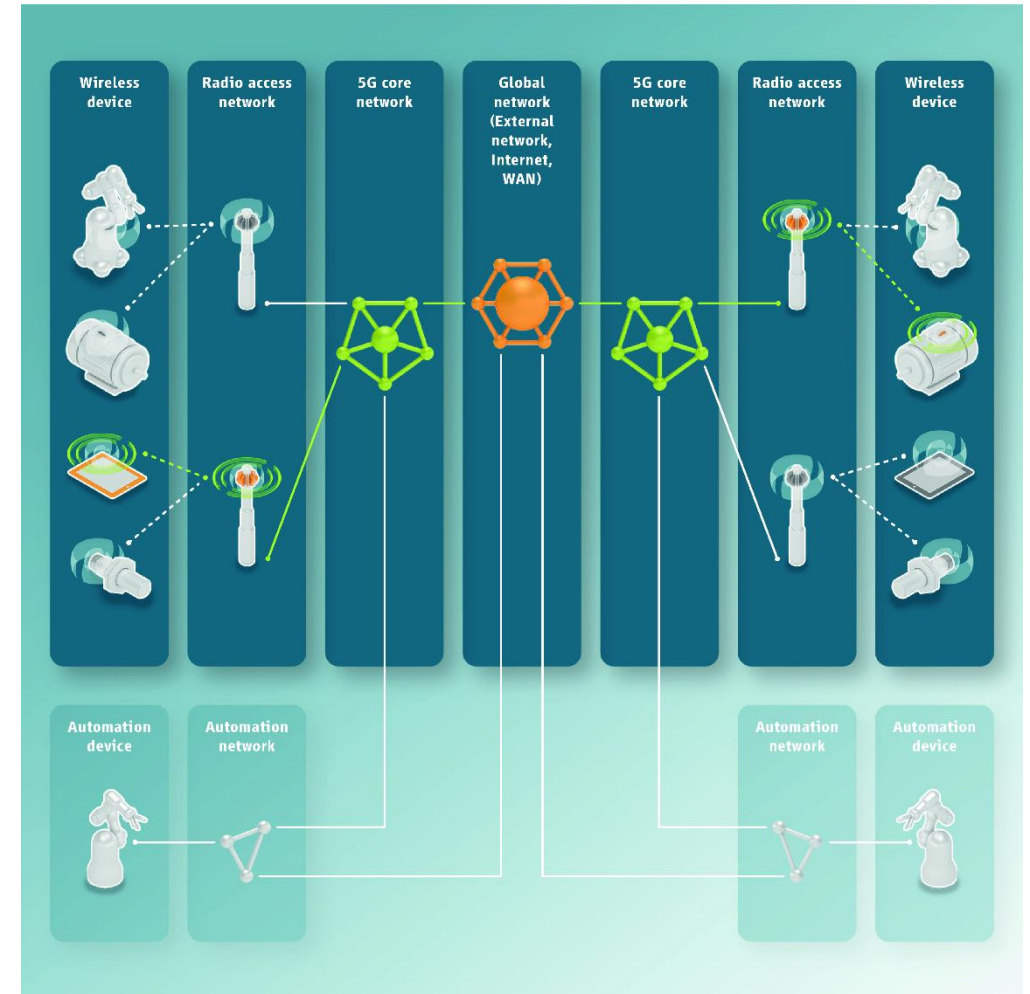 Wireless
device
Radio access
network
5G core
network
Global
network
(External
network,
Internet,
WAN)
5G core
network
Radio access
network
Wireless
device
Automation
device
Automation
network
Automation
network
Automation
device